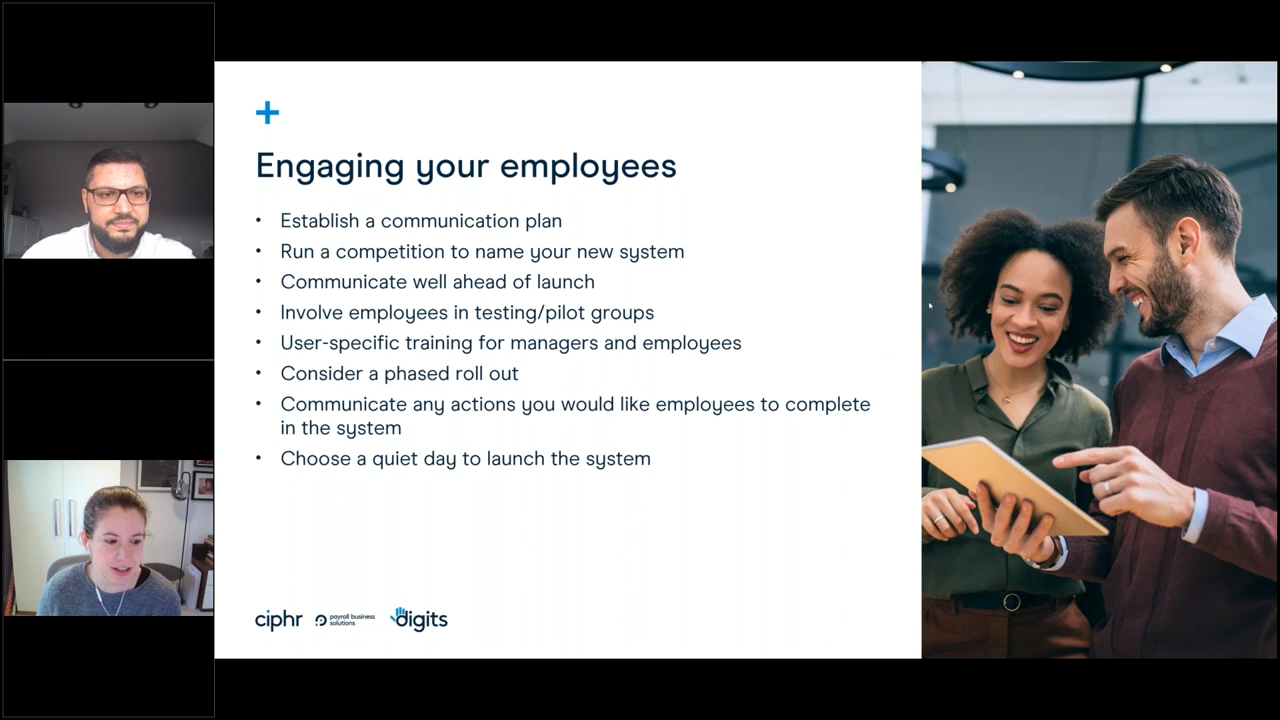 Engaging your employees
• Establish a communication plan
• Run a competition to name your new system
• Communicate well ahead of launch
• Involve employees in testing/pilot groups
• User-specific training for managers and employees
• Consider a phased roll out
• Communicate any actions you would like employees to complete
in the system
• Choose a quiet day to launch the system
ciphr payroll business digits
solutions